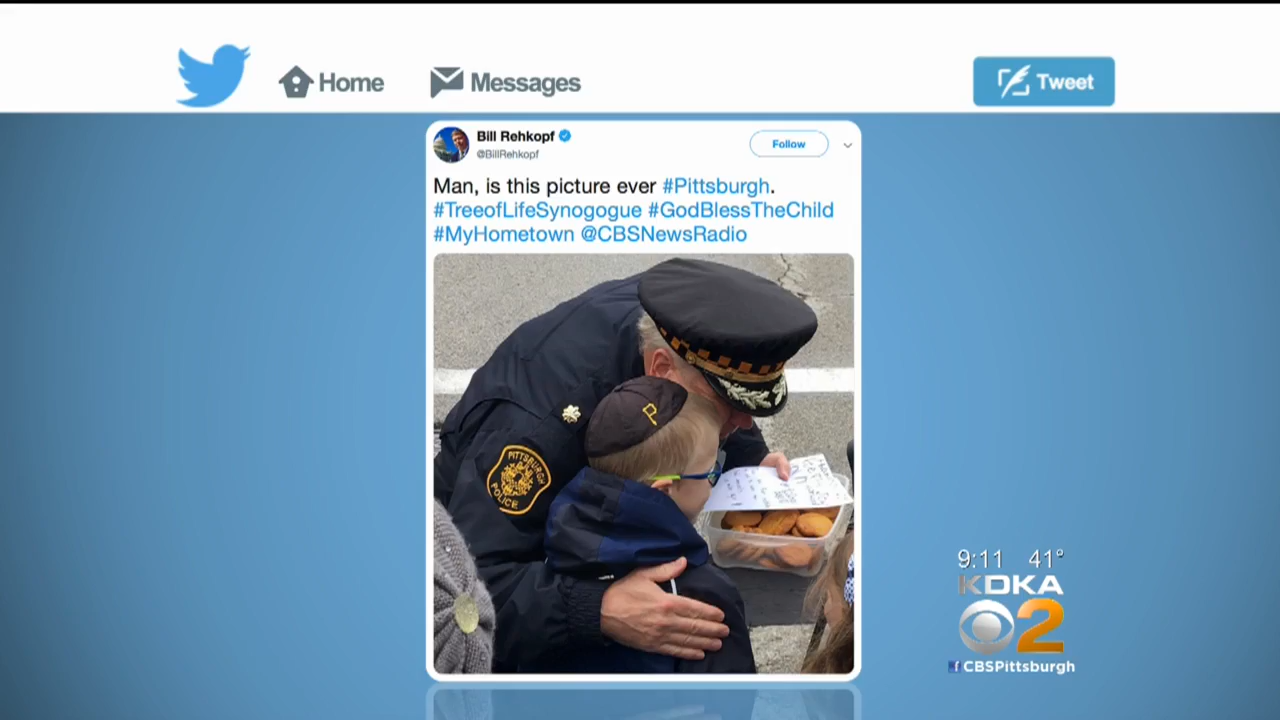 Home
Messages
Tweet
Bill Rehkopf
@BillRehkopf
Follow
Man, is this picture ever #Pittsburgh.
#TreeofLifeSynogogue #GodBlessTheChild
#MyHometown @CBSNewsRadio
PITTSBURGH
POLICE
P
9:11 41°
KDKA
2
f CBSPittsburgh